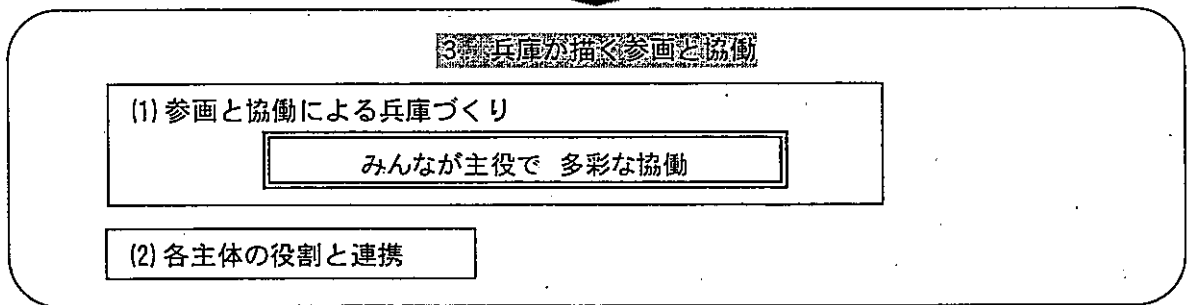 3 兵庫が描く参画と協働
(1) 参画と協働による兵庫づくり
みんなが主役で 多彩な協働
(2) 各主体の役割と連携